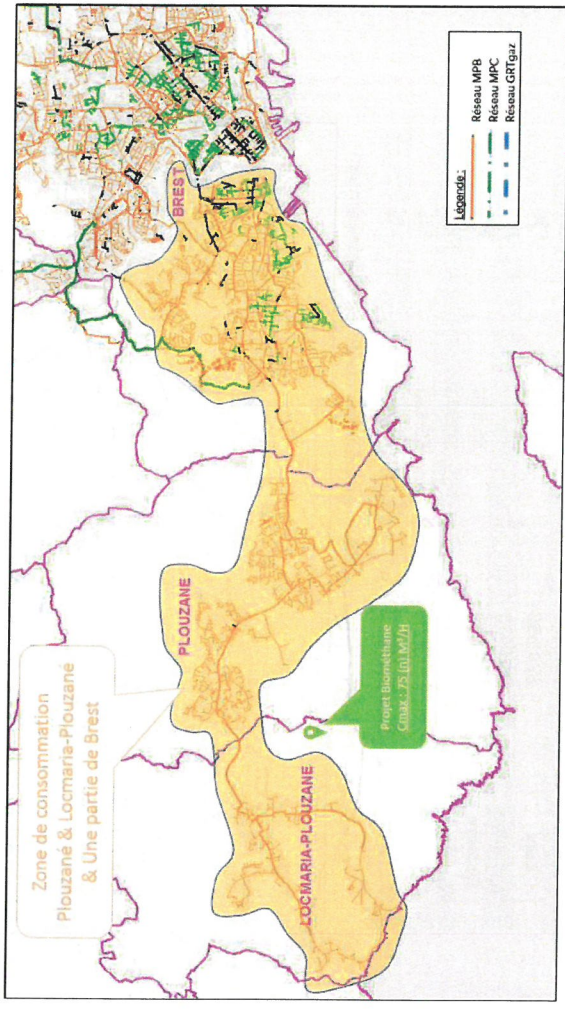 Zone de consommation
Plouzané & Locmaria-Plouzané
& Une partie de Brest
BREST
PLOUZANE
LOCMARIA-PLOUZANE
Projet Biométhane
Cmax : 75 (n) M³/H
Légende :
Réseau MPB
Réseau MPC
Réseau GRTgaz